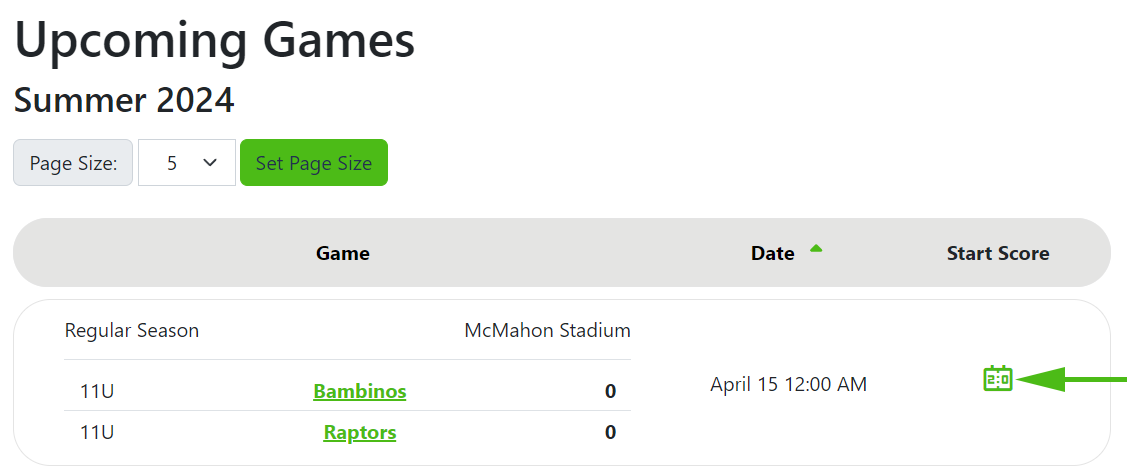 Upcoming Games
Summer 2024
Page Size: 5 Set Page Size
Game Date Start Score
Regular Season McMahon Stadium
11U Bambinos 0
April 15 12:00 AM 2:0
11U Raptors 0